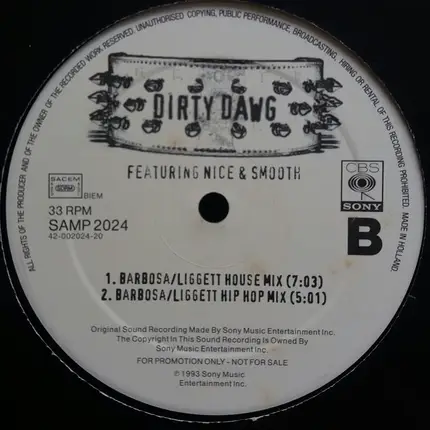 ALL RIGHTS OF THE PRODUCER AND OF THE OWNER OF THE RECORDED WORK RESERVED. UNAUTHORISED COPYING, PUBLIC PERFORMANCE, BROADCASTING, HIRING OR RENTAL OF THIS RECORDING PROHIBITED. MADE IN HOLLAND.
DIRTY DAWG
FEATURING NICE & SMOOTH
SACEM
SDRM
BIEM
CBS
SONY
B
33 RPM
SAMP 2024
42-002024-20
1. BARBOSA/LIGGETT HOUSE MIX (7:03)
2. BARBOSA/LIGGETT HIP HOP MIX (5:01)
Original Sound Recording Made By Sony Music Entertainment Inc.
The Copyright In This Sound Recording Is Owned By
Sony Music Entertainment Inc.
FOR PROMOTION ONLY - NOT FOR SALE
℗ 1993 Sony Music
Entertainment Inc.